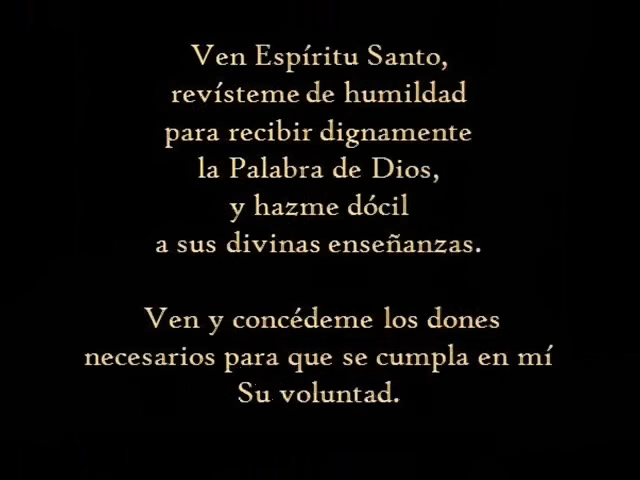 Ven Espíritu Santo,
revísteme de humildad
para recibir dignamente
la Palabra de Dios,
y hazme dócil
a sus divinas enseñanzas.
Ven y concédeme los dones
necesarios para que se cumpla en mí
Su voluntad.